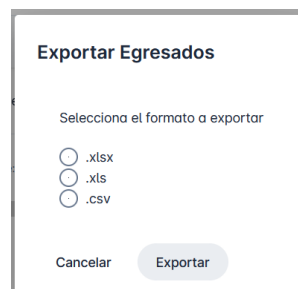 Exportar Egresados
Selecciona el formato a exportar
.xlsx
.xls
.csv
Cancelar Exportar